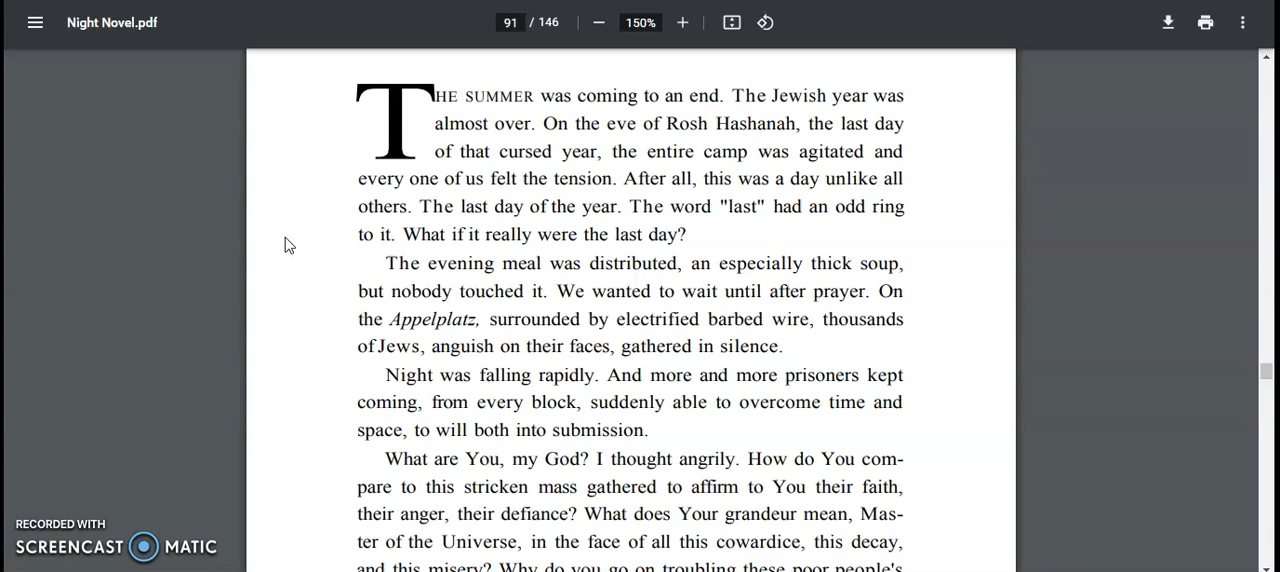 Night Novel.pdf
91 / 146
150%
THE SUMMER was coming to an end. The Jewish year was
almost over. On the eve of Rosh Hashanah, the last day
of that cursed year, the entire camp was agitated and
every one of us felt the tension. After all, this was a day unlike all
others. The last day of the year. The word "last" had an odd ring
to it. What if it really were the last day?
The evening meal was distributed, an especially thick soup,
but nobody touched it. We wanted to wait until after prayer. On
the Appelplatz, surrounded by electrified barbed wire, thousands
of Jews, anguish on their faces, gathered in silence.
Night was falling rapidly. And more and more prisoners kept
coming, from every block, suddenly able to overcome time and
space, to will both into submission.
What are You, my God? I thought angrily. How do You com-
pare to this stricken mass gathered to affirm to You their faith,
their anger, their defiance? What does Your grandeur mean, Mas-
ter of the Universe, in the face of all this cowardice, this decay,
and this misery? Why do you go on troubling these poor people's
RECORDED WITH
SCREENCAST MATIC